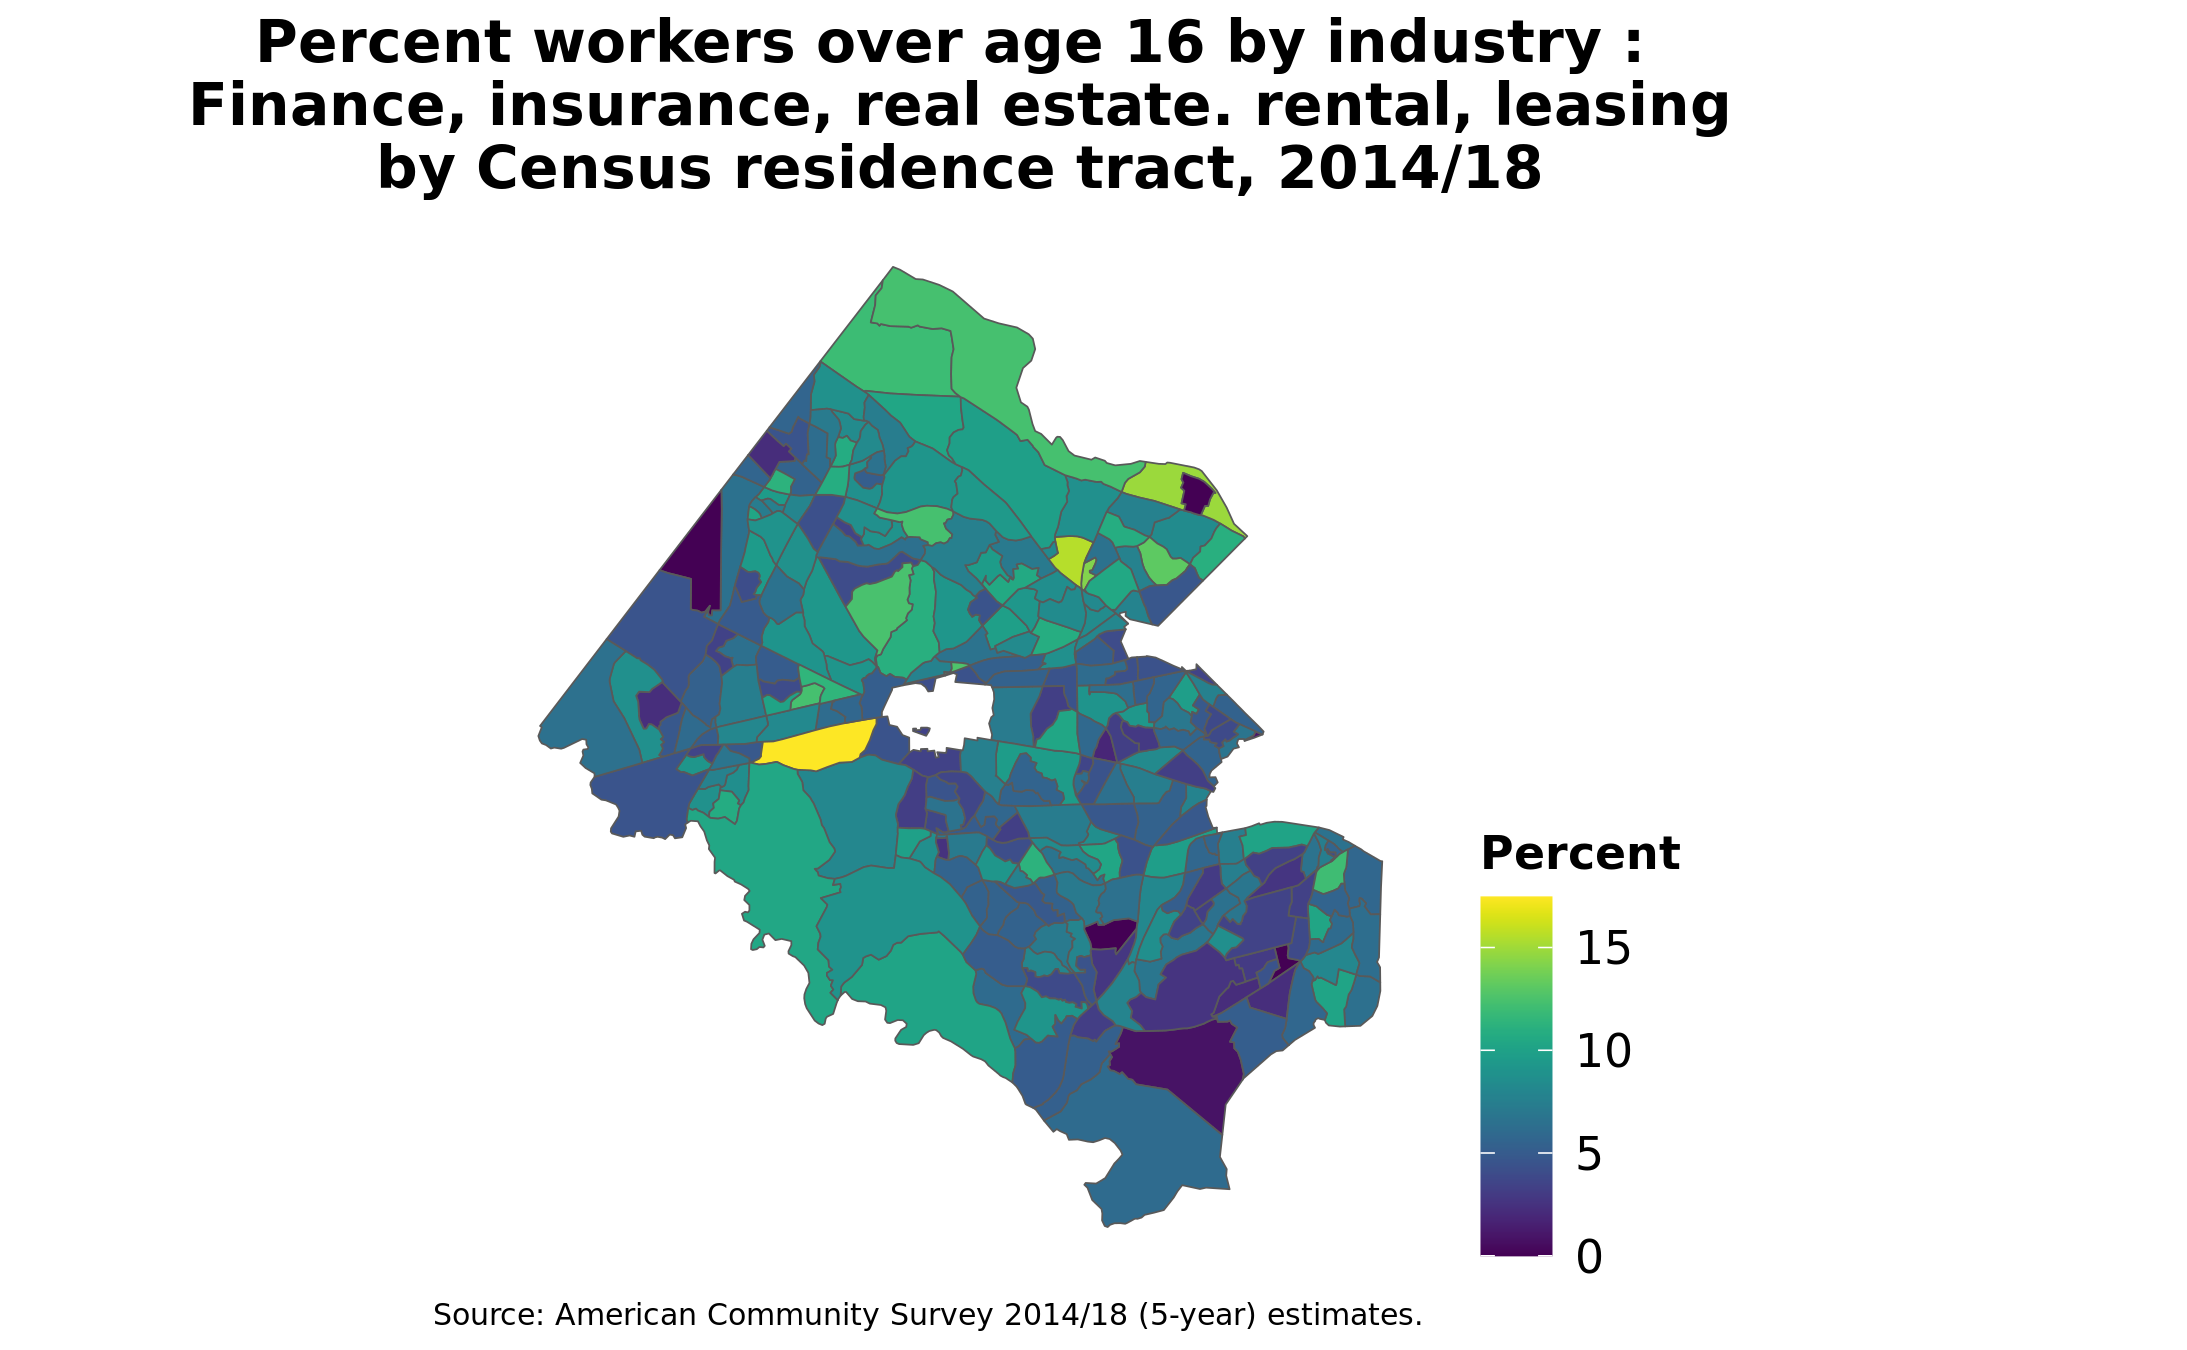 Percent workers over age 16 by industry :
Finance, insurance, real estate. rental, leasing
by Census residence tract, 2014/18
Percent
15
10
5
0
Source: American Community Survey 2014/18 (5-year) estimates.